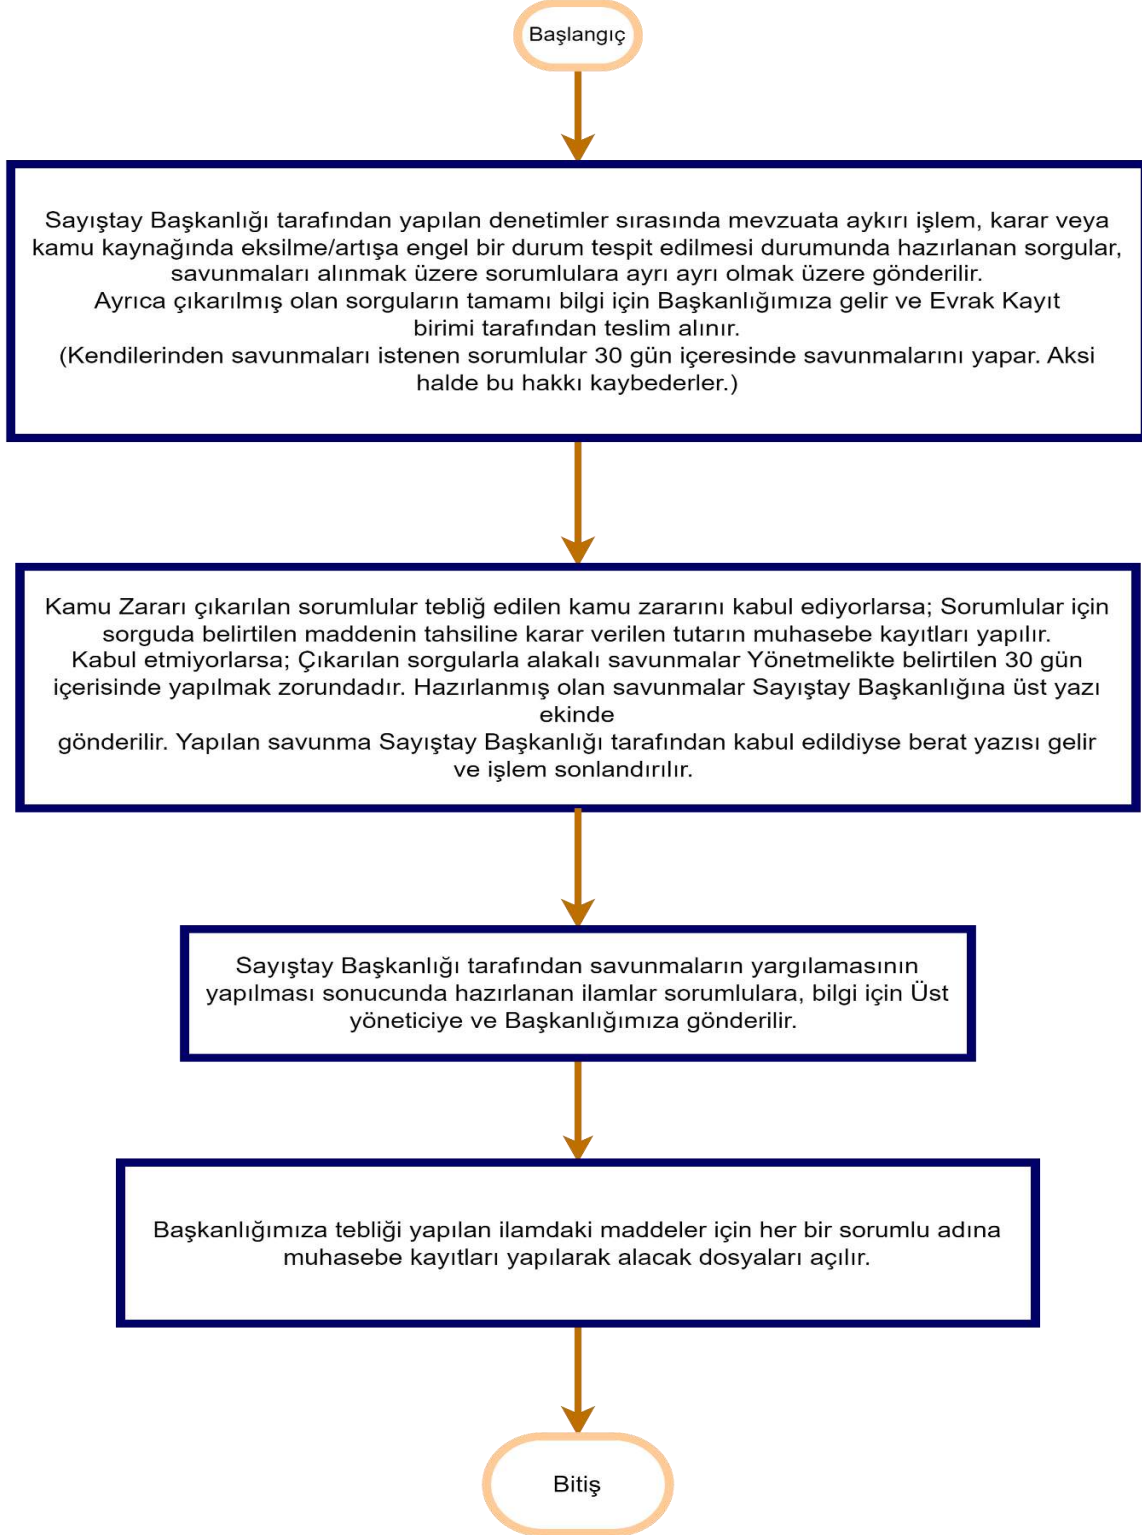 Başlangıç
Sayıştay Başkanlığı tarafından yapılan denetimler sırasında mevzuata aykırı işlem, karar veya
kamu kaynağında eksilme/artışa engel bir durum tespit edilmesi durumunda hazırlanan sorgular,
savunmaları alınmak üzere sorumlulara ayrı ayrı olmak üzere gönderilir.
Ayrıca çıkarılmış olan sorguların tamamı bilgi için Başkanlığımıza gelir ve Evrak Kayıt
birimi tarafından teslim alınır.
(Kendilerinden savunmaları istenen sorumlular 30 gün içeresinde savunmalarını yapar. Aksi
halde bu hakkı kaybederler.)
Kamu Zararı çıkarılan sorumlular tebliğ edilen kamu zararını kabul ediyorlarsa; Sorumlular için
sorguda belirtilen maddenin tahsiline karar verilen tutarın muhasebe kayıtları yapılır.
Kabul etmiyorlarsa; Çıkarılan sorgularla alakalı savunmalar Yönetmelikte belirtilen 30 gün
içerisinde yapılmak zorundadır. Hazırlanmış olan savunmalar Sayıştay Başkanlığına üst yazı
ekinde
gönderilir. Yapılan savunma Sayıştay Başkanlığı tarafından kabul edildiyse berat yazısı gelir
ve işlem sonlandırılır.
Sayıştay Başkanlığı tarafından savunmaların yargılamasının
yapılması sonucunda hazırlanan ilamlar sorumlulara, bilgi için Üst
yöneticiye ve Başkanlığımıza gönderilir.
Başkanlığımıza tebliği yapılan ilamdaki maddeler için her bir sorumlu adına
muhasebe kayıtları yapılarak alacak dosyaları açılır.
Bitiş